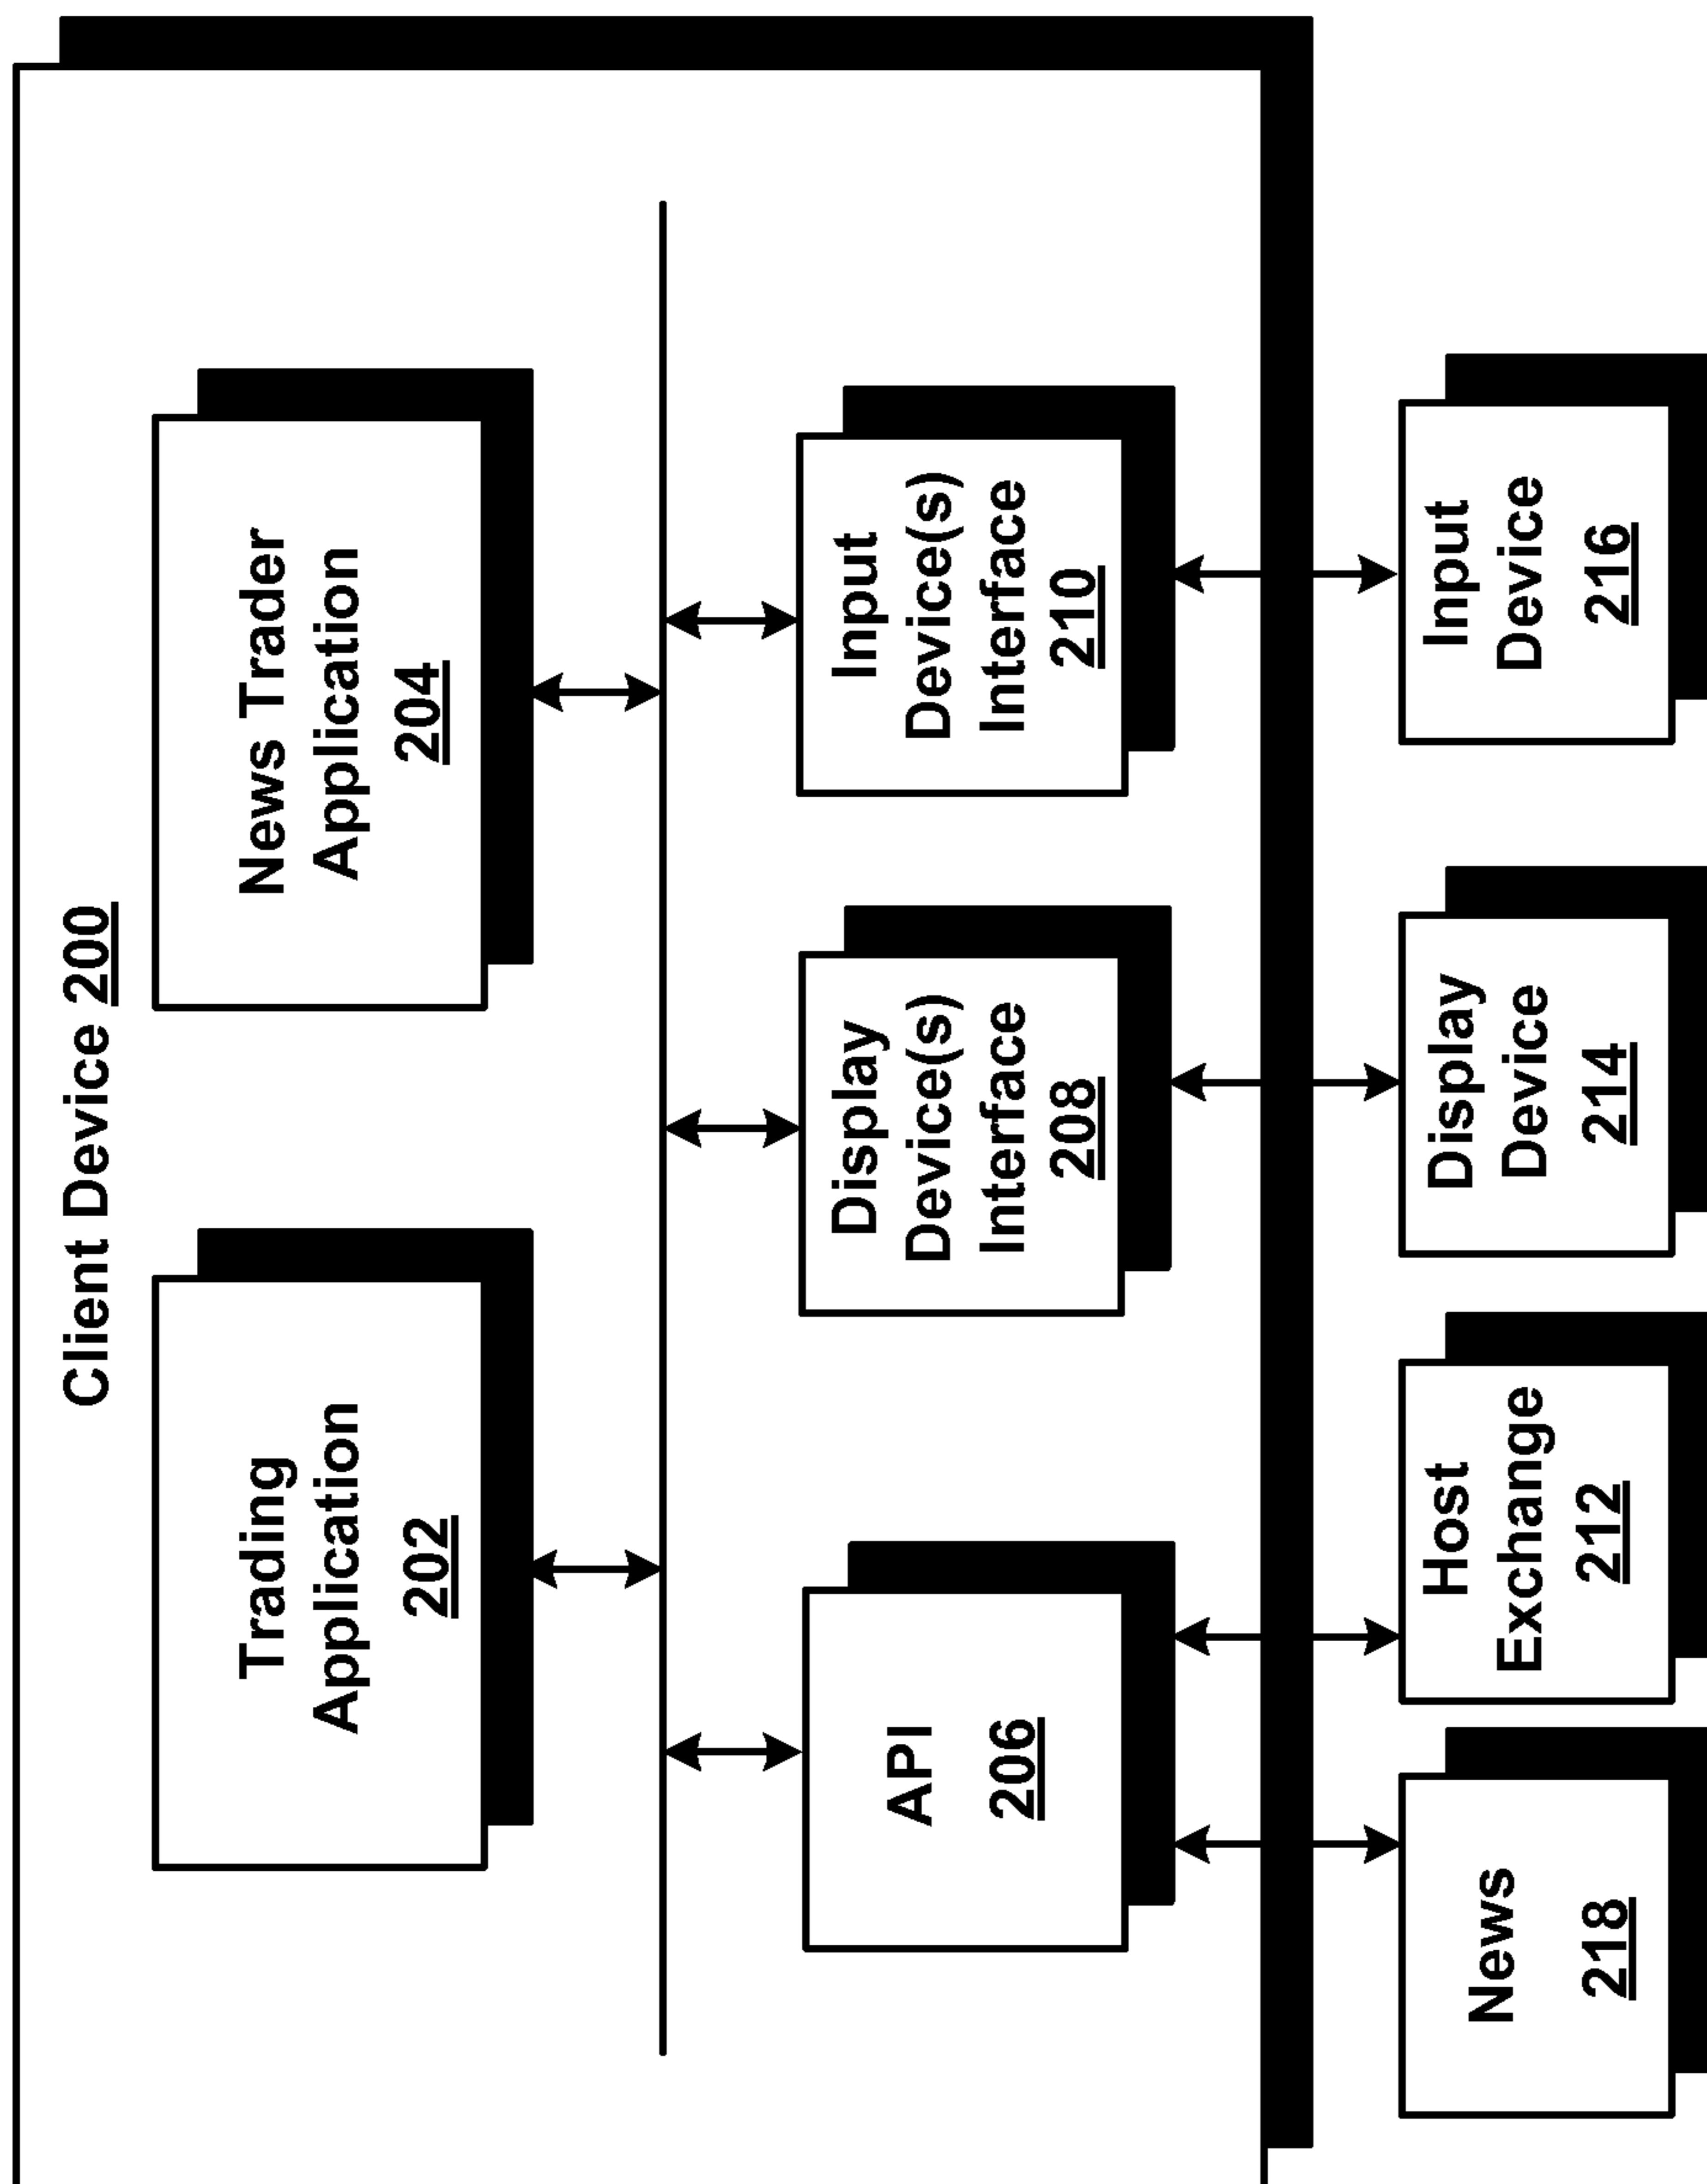 Client Device 200
Trading
Application
202
News Trader
Application
204
API
206
Display
Device(s)
Interface
208
Input
Device(s)
Interface
210
News
218
Host
Exchange
212
Display
Device
214
Input
Device
216